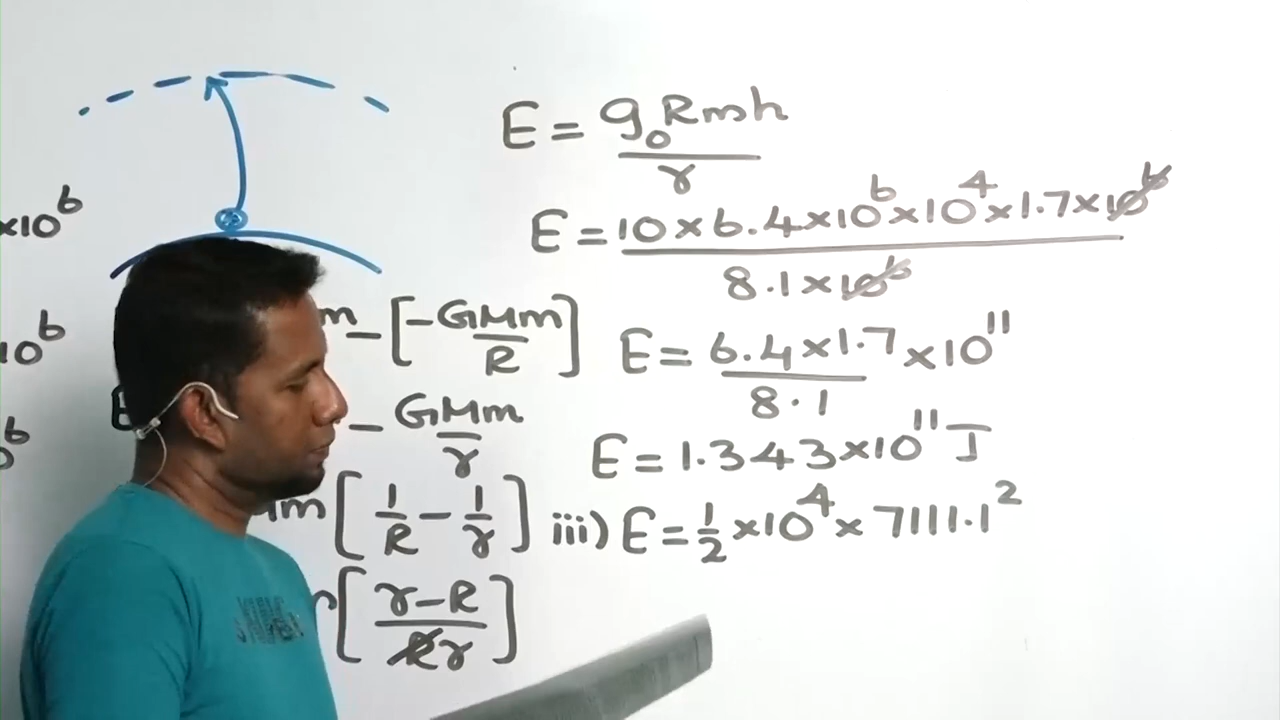 E = g₀Rmh / r
×10⁶
E = 10×6.4×10⁶×10⁴×1.7×10⁶ / 8.1×10⁶
10⁶
m − [−GMm/R]
E = 6.4×1.7 / 8.1 ×10¹¹
− GMm/r
E = 1.343×10¹¹ J
[1/R − 1/r]
iii) E = 1/2 ×10⁴ × 7111.1²
[r−R / Rr]